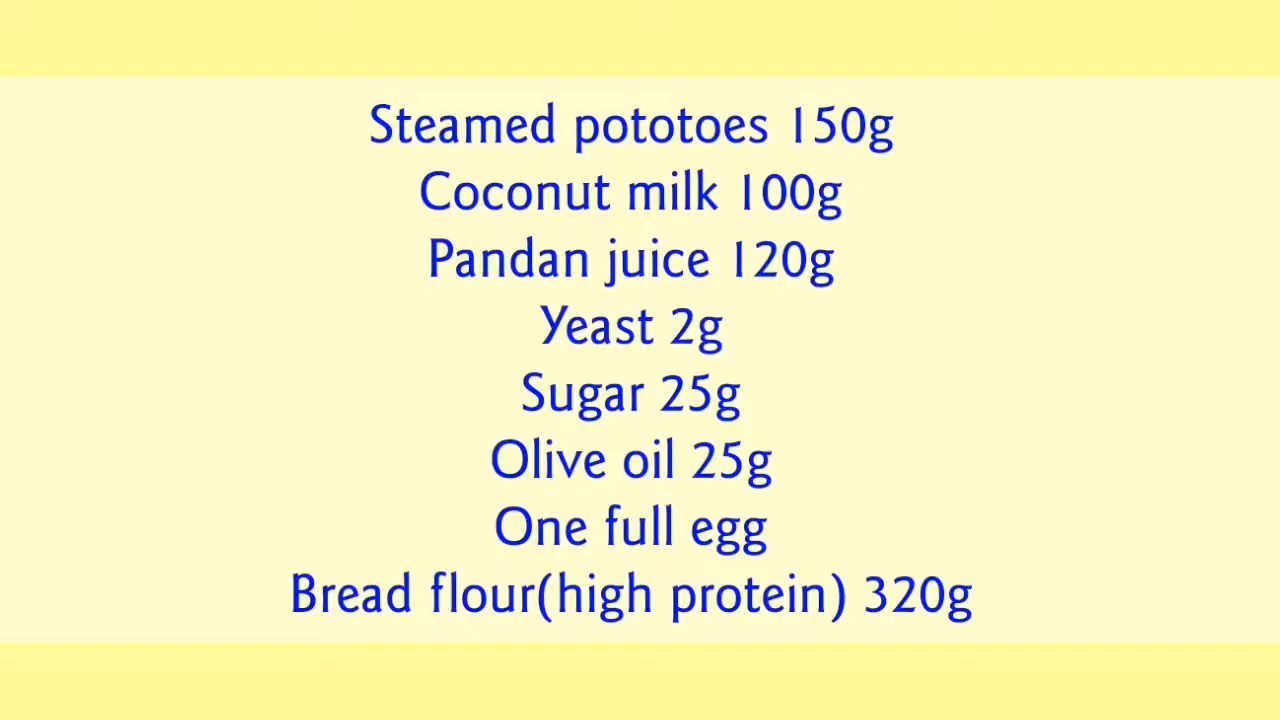 Steamed pototoes 150g
Coconut milk 100g
Pandan juice 120g
Yeast 2g
Sugar 25g
Olive oil 25g
One full egg
Bread flour(high protein) 320g